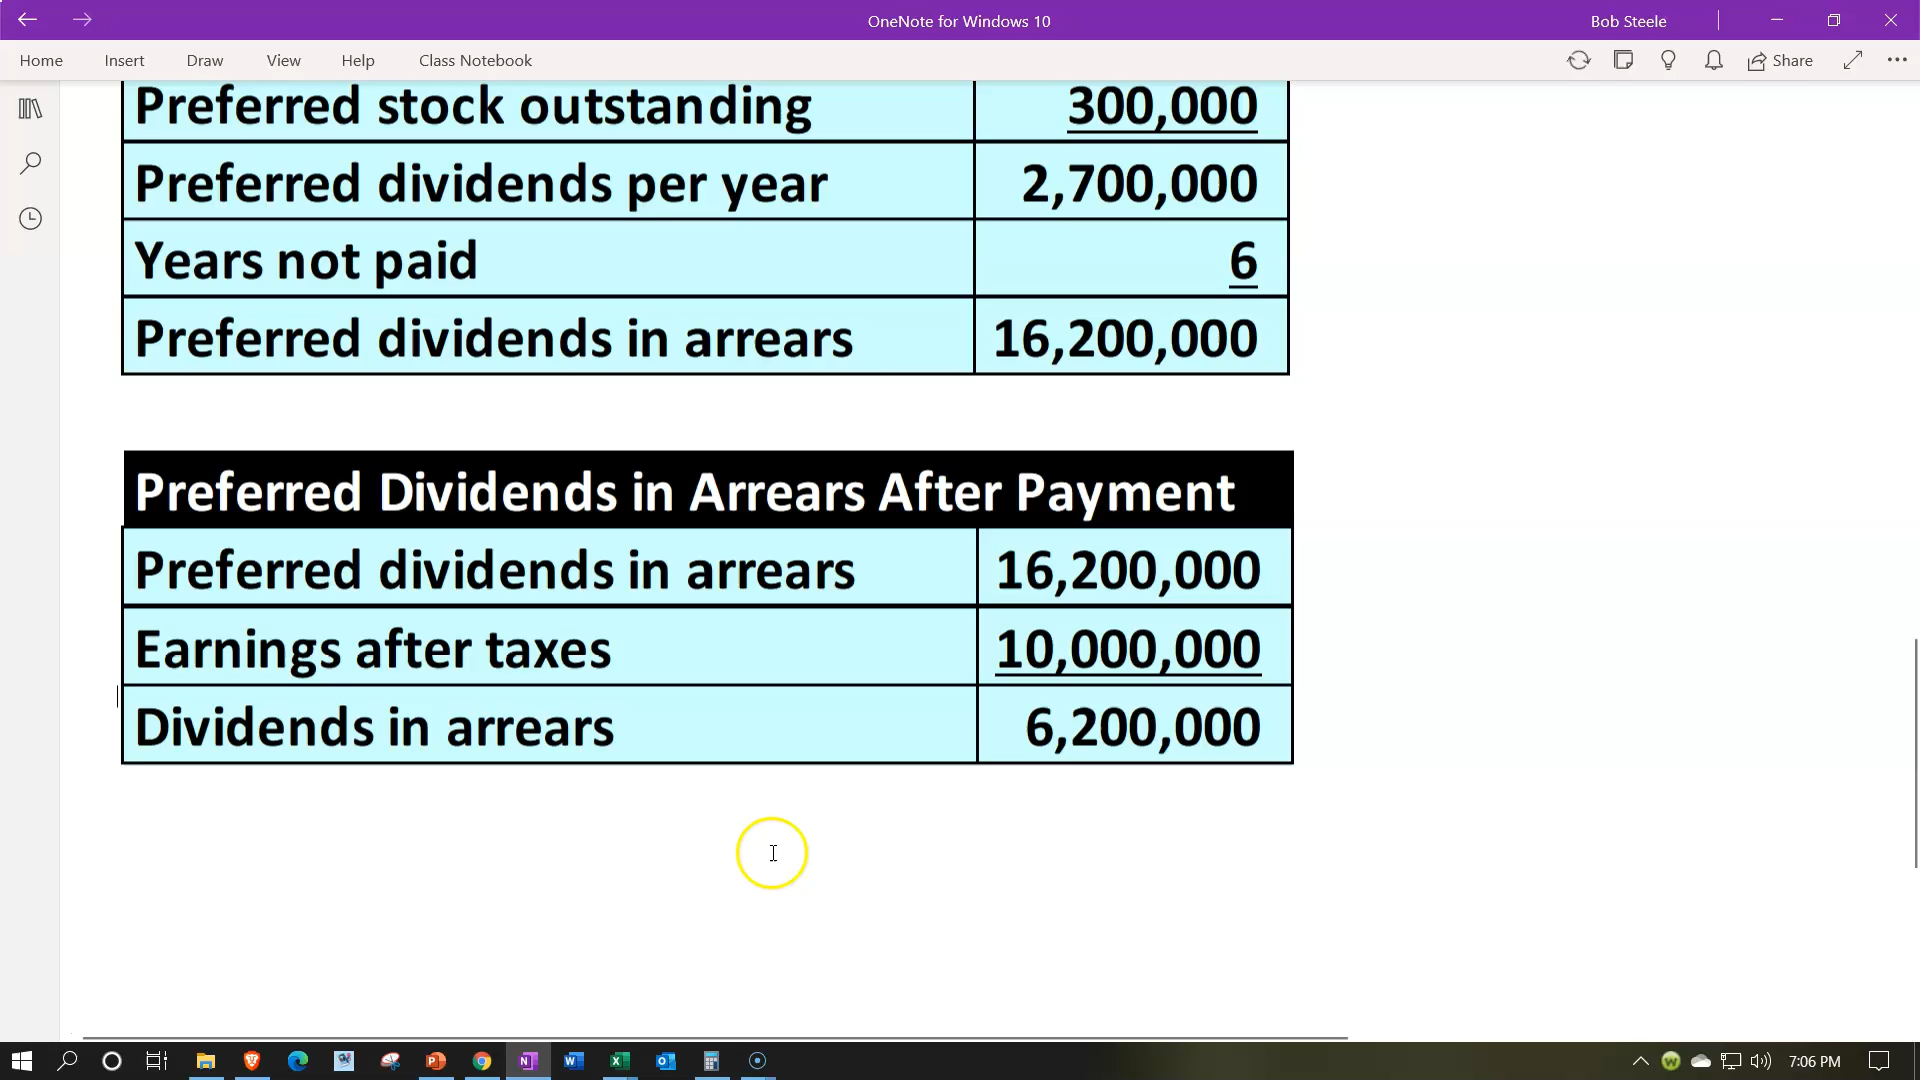 OneNote for Windows 10
Bob Steele
Home Insert Draw View Help Class Notebook
Share
Preferred stock outstanding 300,000
Preferred dividends per year 2,700,000
Years not paid 6
Preferred dividends in arrears 16,200,000
Preferred Dividends in Arrears After Payment
Preferred dividends in arrears 16,200,000
Earnings after taxes 10,000,000
Dividends in arrears 6,200,000
7:06 PM